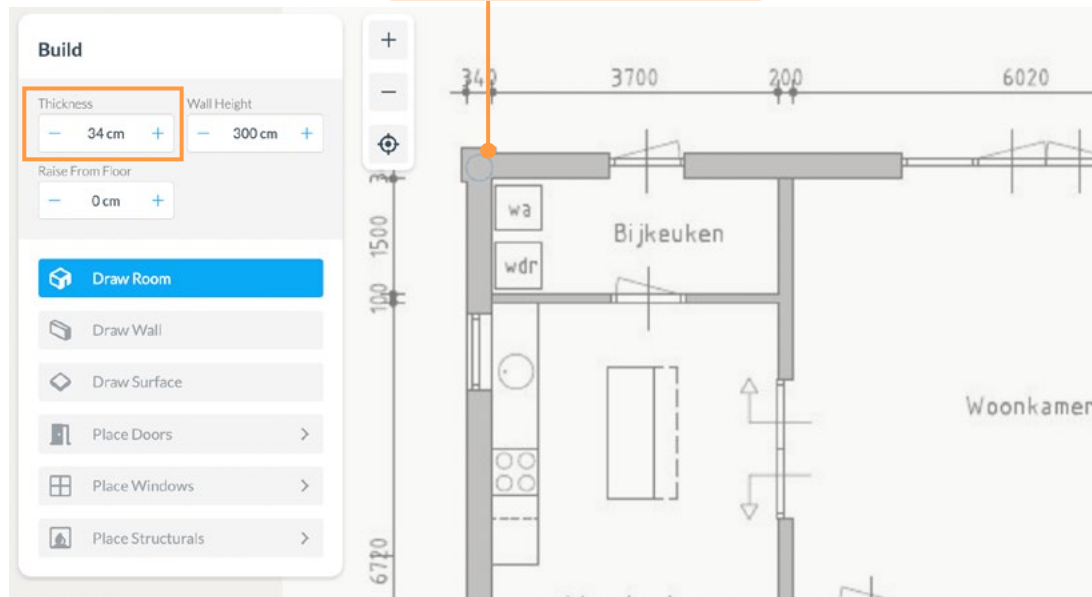 Build
Thickness
Wall Height
− 34 cm +
− 300 cm +
Raise From Floor
− 0 cm +
Draw Room
Draw Wall
Draw Surface
Place Doors
Place Windows
Place Structurals
+
−
340
3700
200
6020
1500
100
6720
wa
wdr
Bijkeuken
Woonkamer